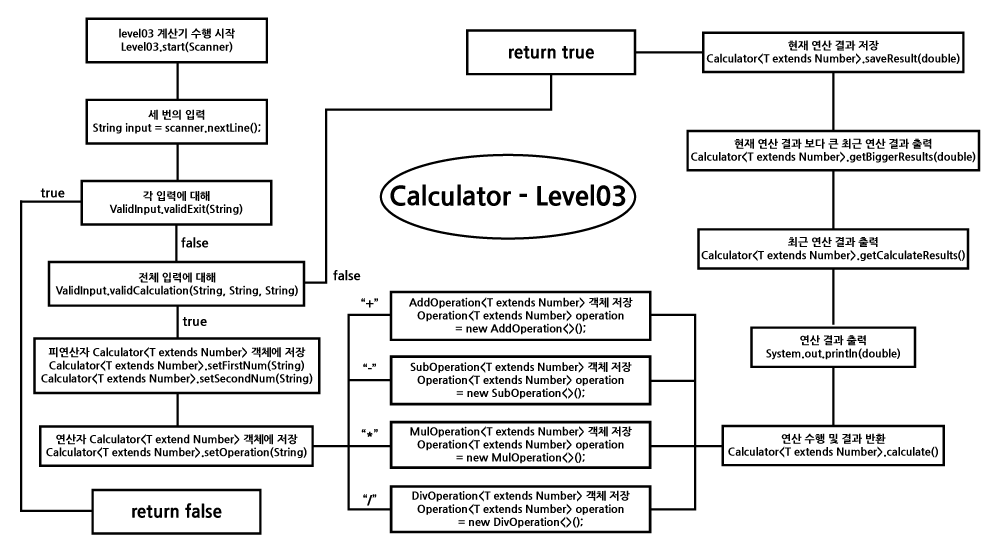 level03 계산기 수행 시작
Level03.start(Scanner)
세 번의 입력
String input = scanner.nextLine();
true
각 입력에 대해
ValidInput.validExit(String)
false
전체 입력에 대해
ValidInput.validCalculation(String, String, String)
false
true
피연산자 Calculator<T extends Number> 객체에 저장
Calculator<T extends Number>.setFirstNum(String)
Calculator<T extends Number>.setSecondNum(String)
연산자 Calculator<T extend Number> 객체에 저장
Calculator<T extends Number>.setOperation(String)
return false
return true
Calculator - Level03
"+"
AddOperation<T extends Number> 객체 저장
Operation<T extends Number> operation
= new AddOperation<>();
"-"
SubOperation<T extends Number> 객체 저장
Operation<T extends Number> operation
= new SubOperation<>();
"*"
MulOperation<T extends Number> 객체 저장
Operation<T extends Number> operation
= new MulOperation<>();
"/"
DivOperation<T extends Number> 객체 저장
Operation<T extends Number> operation
= new DivOperation<>();
현재 연산 결과 저장
Calculator<T extends Number>.saveResult(double)
현재 연산 결과 보다 큰 최근 연산 결과 출력
Calculator<T extends Number>.getBiggerResults(double)
최근 연산 결과 출력
Calculator<T extends Number>.getCalculateResults()
연산 결과 출력
System.out.println(double)
연산 수행 및 결과 반환
Calculator<T extends Number>.calculate()